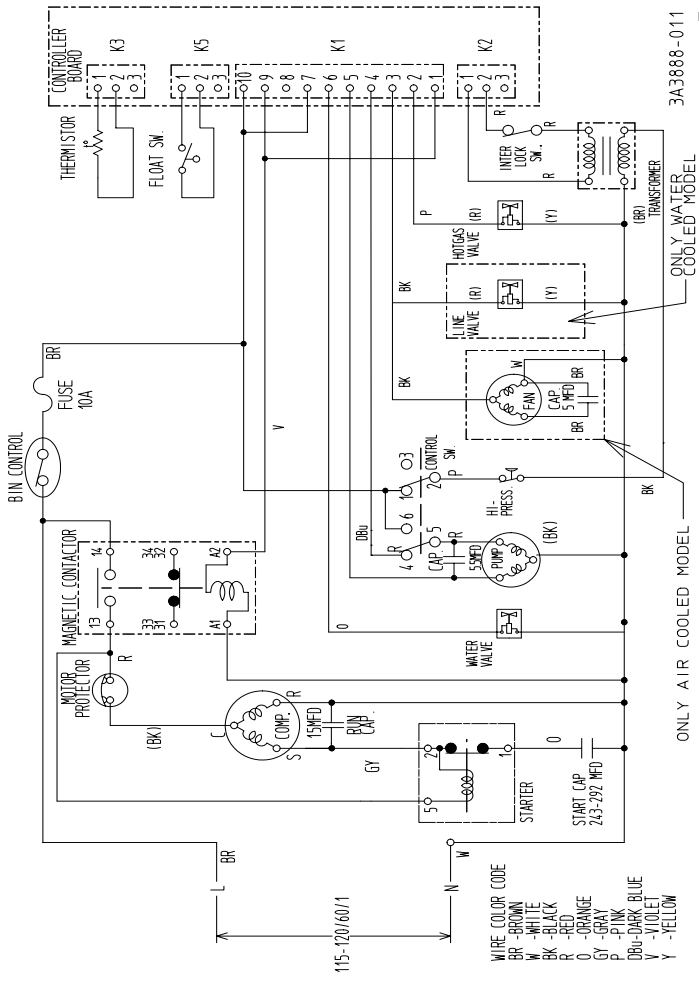 CONTROLLER
BOARD
K3
K5
K1
K2
1
2
3
1
2
3
10
9
8
7
6
5
4
3
2
1
1
2
3
THERMISTOR
t°
FLOAT SW.
R
R
R
INTER
LOCK
SW.
TRANSFORMER
(BR)
3A3888-011
BR
FUSE
10A
BIN CONTROL
V
P
HOTGAS
VALVE
(R)
(Y)
BK
LINE
VALVE
(R)
(Y)
ONLY WATER
COOLED MODEL
BK
FAN
W
CAP.
5 MFD
BR
BR
BK
MAGNETIC CONTACTOR
13
14
33
34
31
32
A1
A2
DBu
R
4
6
5
1
3
2
CONTROL
SW.
P
HI-
PRESS.
R
CAP.
55MFD
PUMP
(BK)
O
WATER
VALVE
ONLY AIR COOLED MODEL
MOTOR
PROTECTOR
R
(BK)
C
COMP.
R
S
15MFD
RUN
CAP.
GY
5
2
1
STARTER
O
START CAP
243-292 MFD
L
BR
N
W
115-120/60/1
WIRE COLOR CODE
BR -BROWN
W -WHITE
BK -BLACK
R -RED
O -ORANGE
GY -GRAY
P -PINK
DBu-DARK BLUE
V -VIOLET
Y -YELLOW